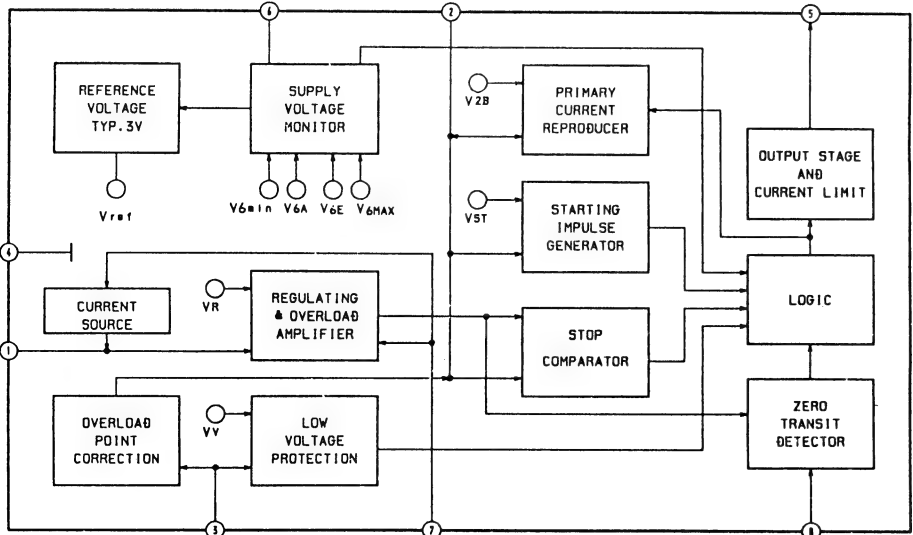 6
2
5
REFERENCE
VOLTAGE
TYP.3V
SUPPLY
VOLTAGE
MONITOR
V2B
PRIMARY
CURRENT
REPRODUCER
OUTPUT STAGE
AND
CURRENT LIMIT
Vref
V6min
V6A
V6E
V6MAX
VST
STARTING
IMPULSE
GENERATOR
4
CURRENT
SOURCE
VR
REGULATING
& OVERLOAD
AMPLIFIER
LOGIC
STOP
COMPARATOR
1
OVERLOAD
POINT
CORRECTION
VV
LOW
VOLTAGE
PROTECTION
ZERO
TRANSIT
DETECTOR
3
7
8